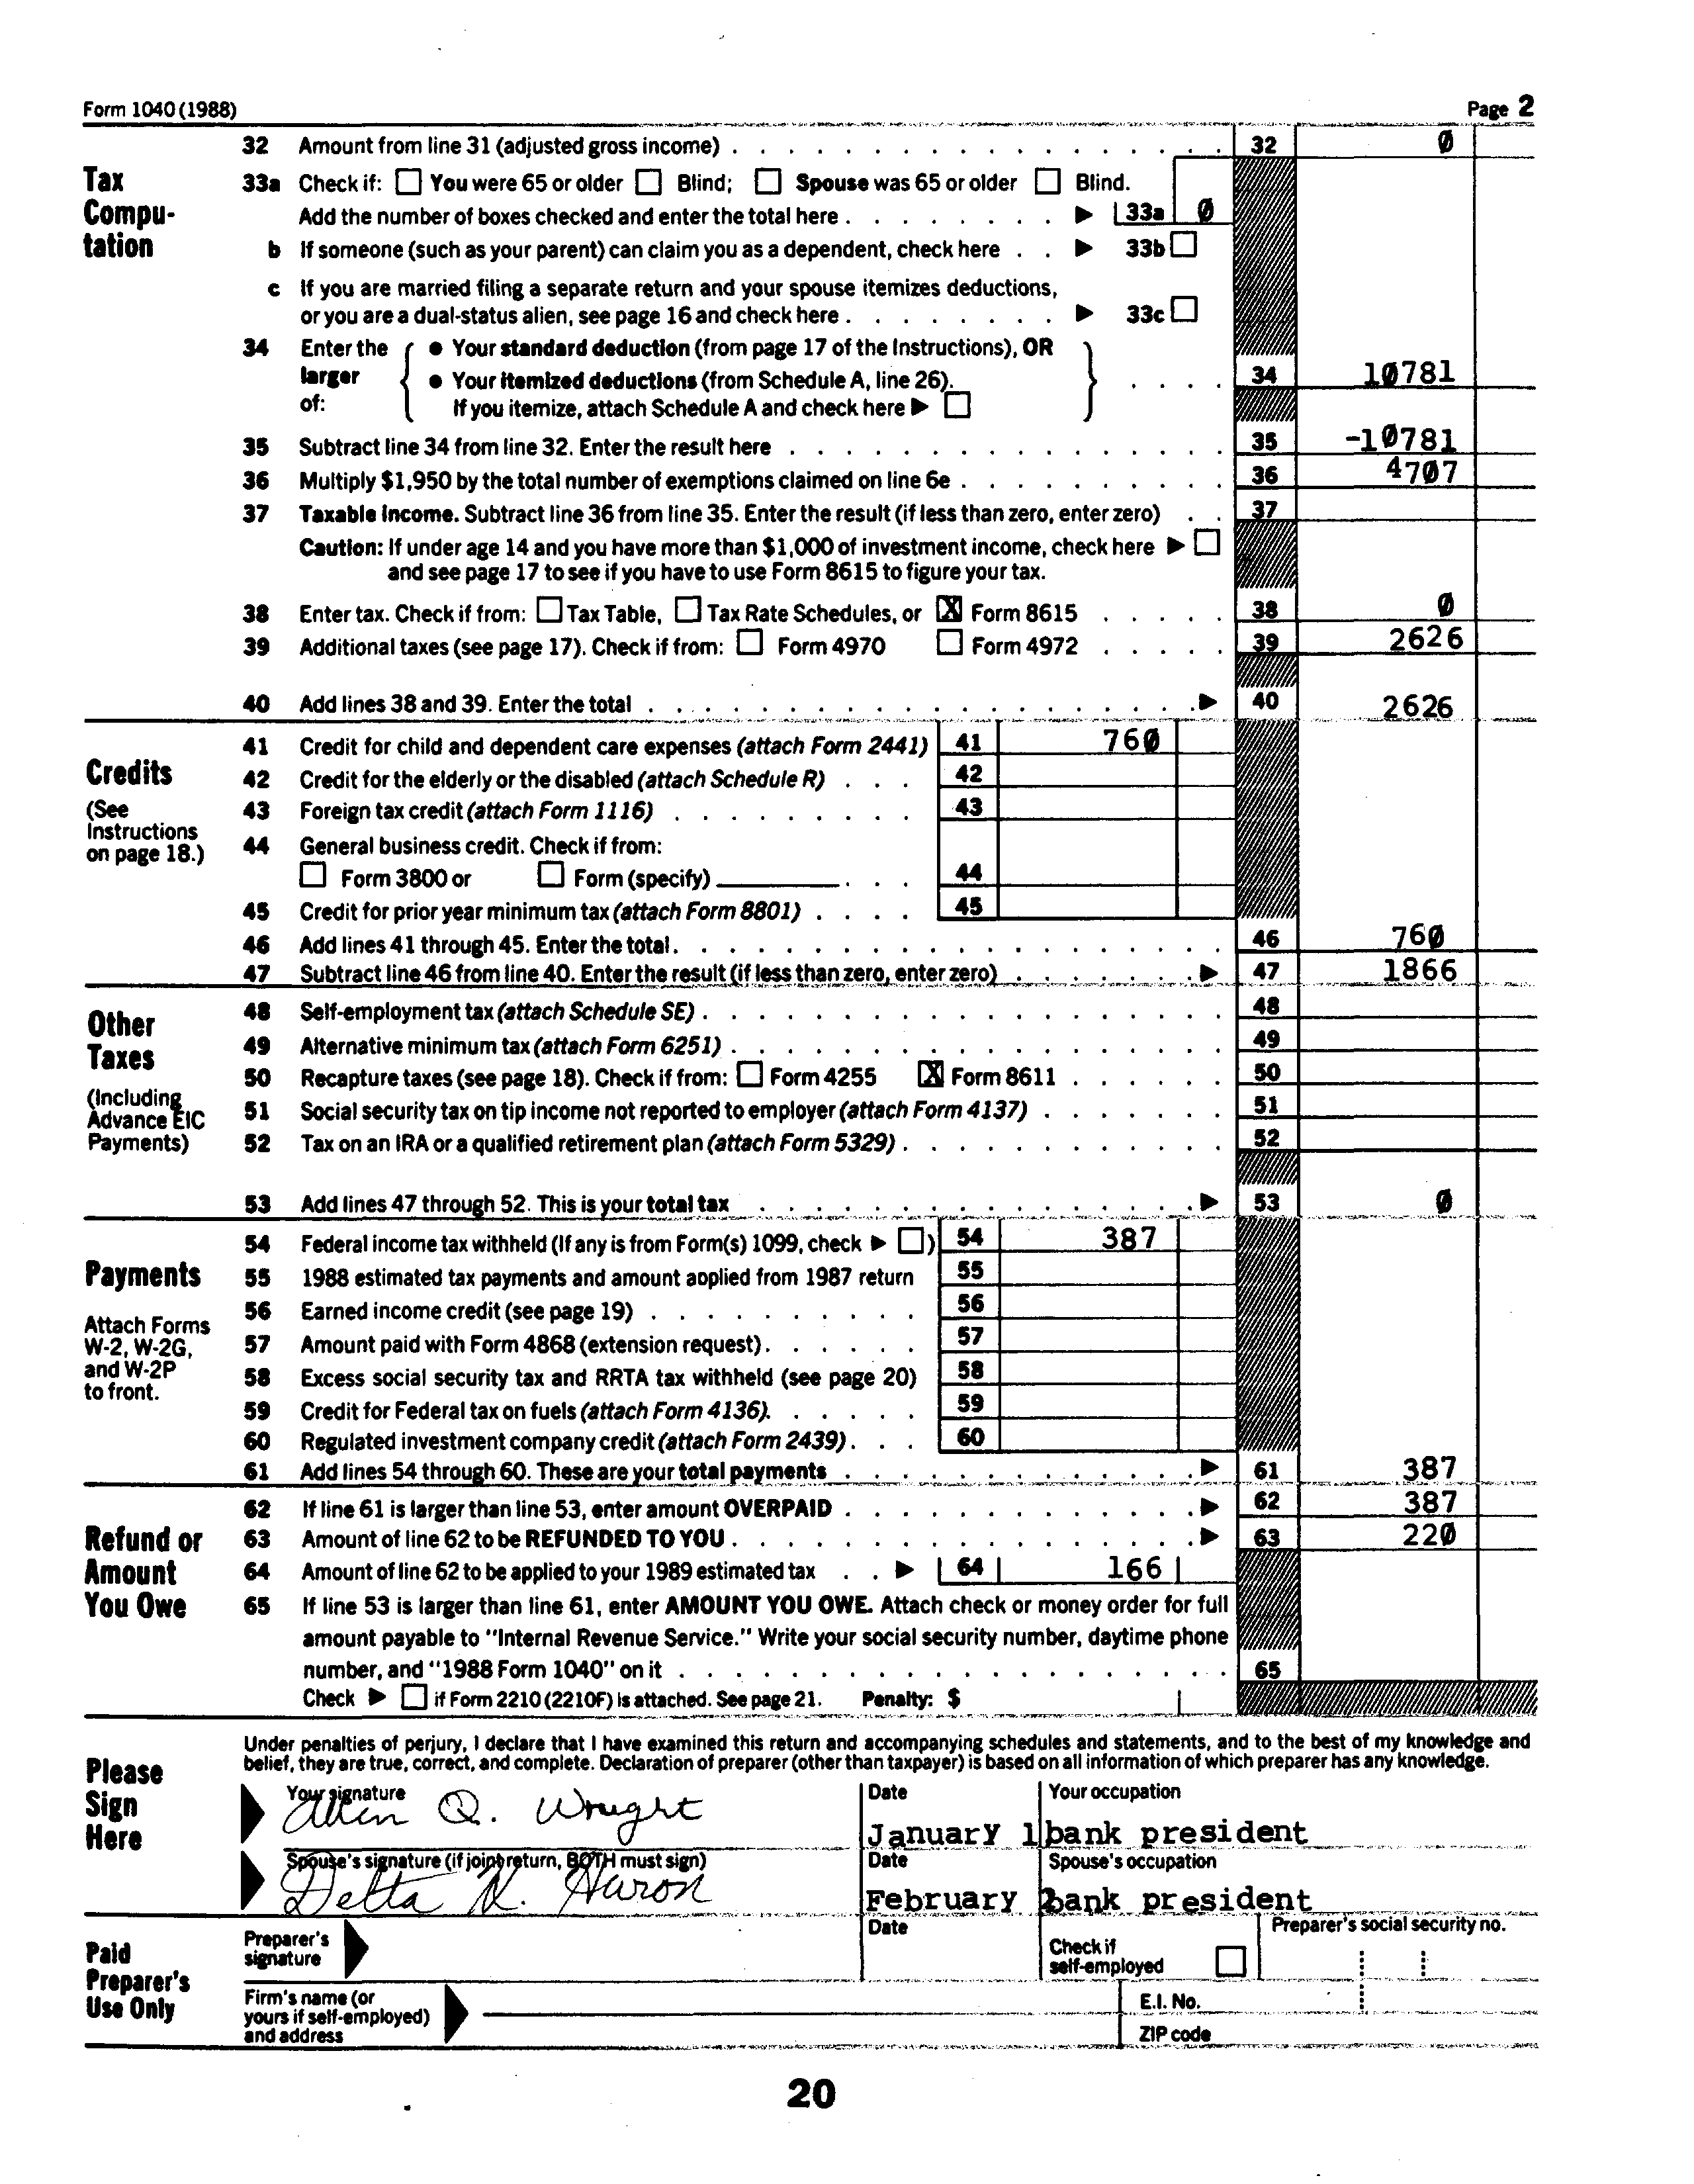 Form 1040 (1988) Page 2
Tax Compu-tation
32 Amount from line 31 (adjusted gross income) 32 0
33a Check if: You were 65 or older Blind; Spouse was 65 or older Blind.
Add the number of boxes checked and enter the total here 33a 0
b If someone (such as your parent) can claim you as a dependent, check here 33b
c If you are married filing a separate return and your spouse itemizes deductions,
or you are a dual-status alien, see page 16 and check here 33c
34 Enter the larger of: • Your standard deduction (from page 17 of the Instructions), OR
• Your itemized deductions (from Schedule A, line 26). 34 10781
If you itemize, attach Schedule A and check here
35 Subtract line 34 from line 32. Enter the result here 35 -10781
36 Multiply $1,950 by the total number of exemptions claimed on line 6e 36 4707
37 Taxable income. Subtract line 36 from line 35. Enter the result (if less than zero, enter zero) 37
Caution: If under age 14 and you have more than $1,000 of investment income, check here
and see page 17 to see if you have to use Form 8615 to figure your tax.
38 Enter tax. Check if from: Tax Table, Tax Rate Schedules, or X Form 8615 38 0
39 Additional taxes (see page 17). Check if from: Form 4970 Form 4972 39 2626
40 Add lines 38 and 39. Enter the total 40 2626
Credits
(See Instructions on page 18.)
41 Credit for child and dependent care expenses (attach Form 2441) 41 760
42 Credit for the elderly or the disabled (attach Schedule R) 42
43 Foreign tax credit (attach Form 1116) 43
44 General business credit. Check if from:
Form 3800 or Form (specify) 44
45 Credit for prior year minimum tax (attach Form 8801) 45
46 Add lines 41 through 45. Enter the total. 46 760
47 Subtract line 46 from line 40. Enter the result (if less than zero, enter zero) 47 1866
Other Taxes
(Including Advance EIC Payments)
48 Self-employment tax (attach Schedule SE) 48
49 Alternative minimum tax (attach Form 6251) 49
50 Recapture taxes (see page 18). Check if from: Form 4255 X Form 8611 50
51 Social security tax on tip income not reported to employer (attach Form 4137) 51
52 Tax on an IRA or a qualified retirement plan (attach Form 5329) 52
53 Add lines 47 through 52. This is your total tax 53 0
Payments
Attach Forms W-2, W-2G, and W-2P to front.
54 Federal income tax withheld (If any is from Form(s) 1099, check ) 54 387
55 1988 estimated tax payments and amount applied from 1987 return 55
56 Earned income credit (see page 19) 56
57 Amount paid with Form 4868 (extension request) 57
58 Excess social security tax and RRTA tax withheld (see page 20) 58
59 Credit for Federal tax on fuels (attach Form 4136). 59
60 Regulated investment company credit (attach Form 2439) 60
61 Add lines 54 through 60. These are your total payments 61 387
Refund or Amount You Owe
62 If line 61 is larger than line 53, enter amount OVERPAID 62 387
63 Amount of line 62 to be REFUNDED TO YOU 63 220
64 Amount of line 62 to be applied to your 1989 estimated tax 64 166
65 If line 53 is larger than line 61, enter AMOUNT YOU OWE. Attach check or money order for full
amount payable to "Internal Revenue Service." Write your social security number, daytime phone
number, and "1988 Form 1040" on it 65
Check if Form 2210 (2210F) is attached. See page 21. Penalty: $
Please Sign Here
Under penalties of perjury, I declare that I have examined this return and accompanying schedules and statements, and to the best of my knowledge and
belief, they are true, correct, and complete. Declaration of preparer (other than taxpayer) is based on all information of which preparer has any knowledge.
Your signature Date Your occupation
Allen Q. Wright January 1 bank president
Spouse's signature (if joint return, BOTH must sign) Date Spouse's occupation
Delta N. Aaron February 2 bank president
Paid Preparer's Use Only
Preparer's signature Date Check if self-employed Preparer's social security no.
Firm's name (or yours if self-employed) and address E.I. No.
ZIP code
20